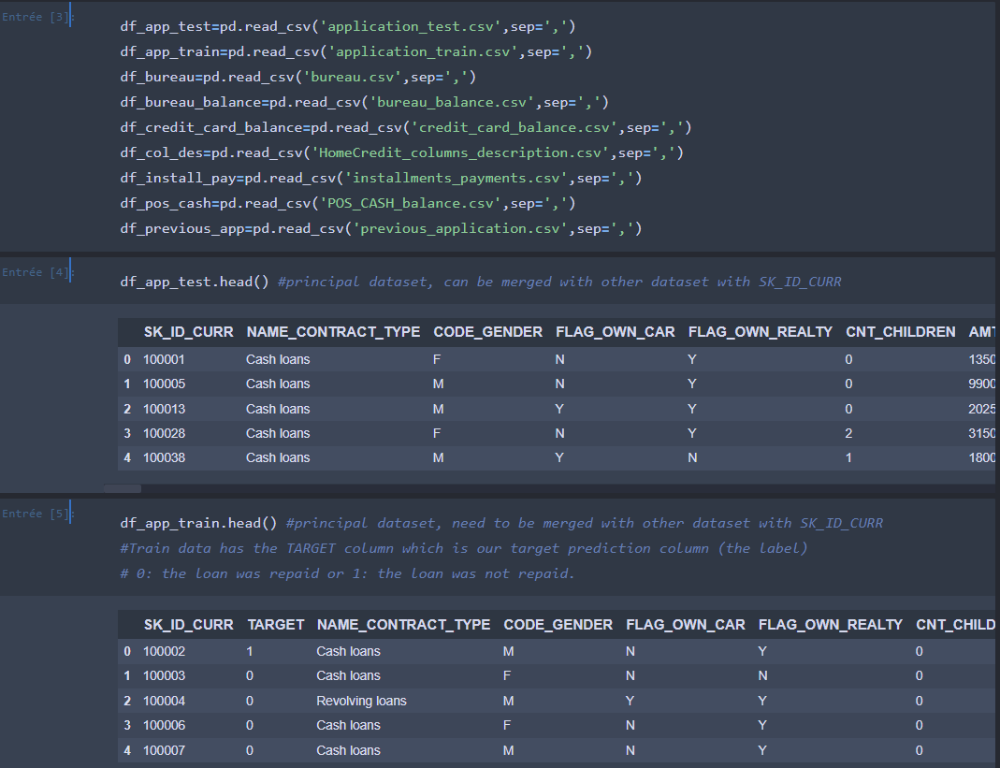 Entrée [3]:
df_app_test=pd.read_csv('application_test.csv',sep=',')
df_app_train=pd.read_csv('application_train.csv',sep=',')
df_bureau=pd.read_csv('bureau.csv',sep=',')
df_bureau_balance=pd.read_csv('bureau_balance.csv',sep=',')
df_credit_card_balance=pd.read_csv('credit_card_balance.csv',sep=',')
df_col_des=pd.read_csv('HomeCredit_columns_description.csv',sep=',')
df_install_pay=pd.read_csv('installments_payments.csv',sep=',')
df_pos_cash=pd.read_csv('POS_CASH_balance.csv',sep=',')
df_previous_app=pd.read_csv('previous_application.csv',sep=',')
Entrée [4]:
df_app_test.head() #principal dataset, can be merged with other dataset with SK_ID_CURR
SK_ID_CURR NAME_CONTRACT_TYPE CODE_GENDER FLAG_OWN_CAR FLAG_OWN_REALTY CNT_CHILDREN AMT
0 100001 Cash loans F N Y 0 1350
1 100005 Cash loans M N Y 0 9900
2 100013 Cash loans M Y Y 0 2025
3 100028 Cash loans F N Y 2 3150
4 100038 Cash loans M Y N 1 1800
Entrée [5]:
df_app_train.head() #principal dataset, need to be merged with other dataset with SK_ID_CURR
#Train data has the TARGET column which is our target prediction column (the label)
# 0: the loan was repaid or 1: the loan was not repaid.
SK_ID_CURR TARGET NAME_CONTRACT_TYPE CODE_GENDER FLAG_OWN_CAR FLAG_OWN_REALTY CNT_CHILD
0 100002 1 Cash loans M N Y 0
1 100003 0 Cash loans F N N 0
2 100004 0 Revolving loans M Y Y 0
3 100006 0 Cash loans F N Y 0
4 100007 0 Cash loans M N Y 0